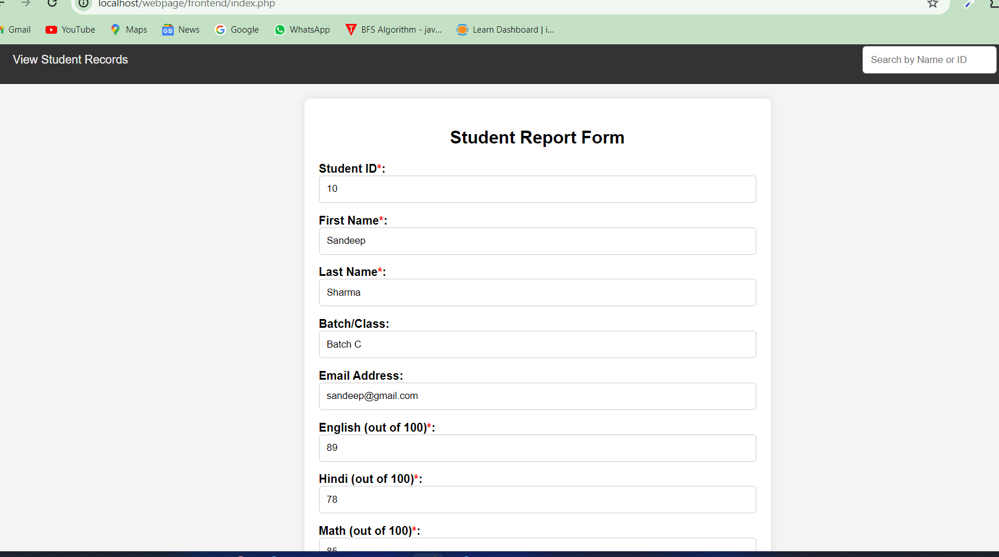 localhost/webpage/frontend/index.php
Gmail YouTube Maps News Google WhatsApp BFS Algorithm - jav... Learn Dashboard | i...
View Student Records
Search by Name or ID
Student Report Form
Student ID*:
10
First Name*:
Sandeep
Last Name*:
Sharma
Batch/Class:
Batch C
Email Address:
sandeep@gmail.com
English (out of 100)*:
89
Hindi (out of 100)*:
78
Math (out of 100)*:
85